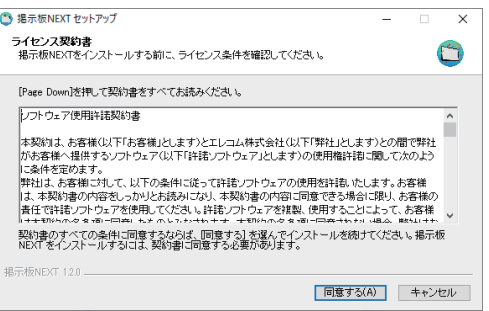 掲示板NEXT セットアップ
ライセンス契約書
掲示板NEXTをインストールする前に、ライセンス条件を確認してください。
[Page Down]を押して契約書をすべてお読みください。
ソフトウェア使用許諾契約書
本契約は、お客様(以下「お客様」とします)とエレコム株式会社(以下「弊社」とします)との間で弊社
がお客様へ提供するソフトウェア(以下「許諾ソフトウェア」とします)の使用権許諾に関して次のよう
に条件を定めます。
弊社は、お客様に対して、以下の条件に従って許諾ソフトウェアの使用を許諾いたします。お客様
は、本契約書の内容をしっかりとお読みになり、本契約書の内容に同意できる場合に限り、お客様の
責任で許諾ソフトウェアを使用してください。許諾ソフトウェアを複製、使用することによって、お客様
契約書のすべての条件に同意するならば、[同意する] を選んでインストールを続けてください。掲示板
NEXT をインストールするには、契約書に同意する必要があります。
掲示板NEXT 1.2.0
同意する(A)
キャンセル